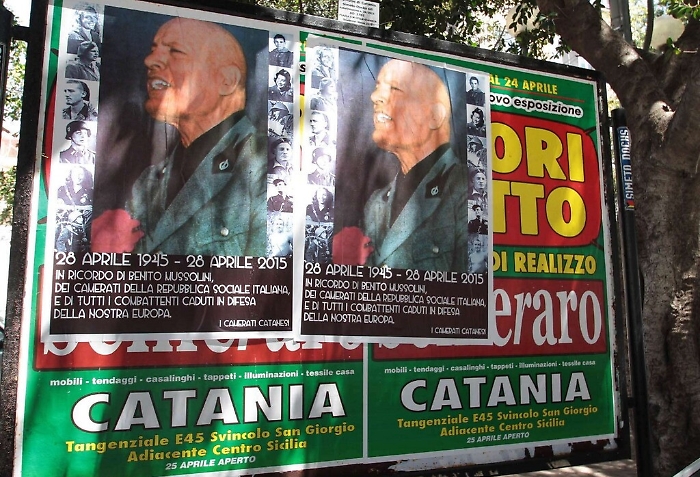 28 APRILE 1945 - 28 APRILE 2015
IN RICORDO DI BENITO MUSSOLINI,
DEI CAMERATI DELLA REPUBBLICA SOCIALE ITALIANA,
E DI TUTTI I COMBATTENTI CADUTI IN DIFESA
DELLA NOSTRA EUROPA.
I CAMERATI CATANESI
28 APRILE 1945 - 28 APRILE 2015
IN RICORDO DI BENITO MUSSOLINI,
DEI CAMERATI DELLA REPUBBLICA SOCIALE ITALIANA,
E DI TUTTI I COMBATTENTI CADUTI IN DIFESA
DELLA NOSTRA EUROPA.
I CAMERATI CATANESI
AL 24 APRILE
ovo esposizione
ORI
TTO
DI REALIZZO
eraro
mobili - tendaggi - casalinghi - tappeti - illuminazioni - tessile casa
CATANIA
Tangenziale E45 Svincolo San Giorgio
Adiacente Centro Sicilia
25 APRILE APERTO
mobili - tendaggi - casalinghi - tappeti - illuminazioni - tessile casa
CATANIA
Tangenziale E45 Svincolo San Giorgio
Adiacente Centro Sicilia
25 APRILE APERTO
SIMETO DOCKS